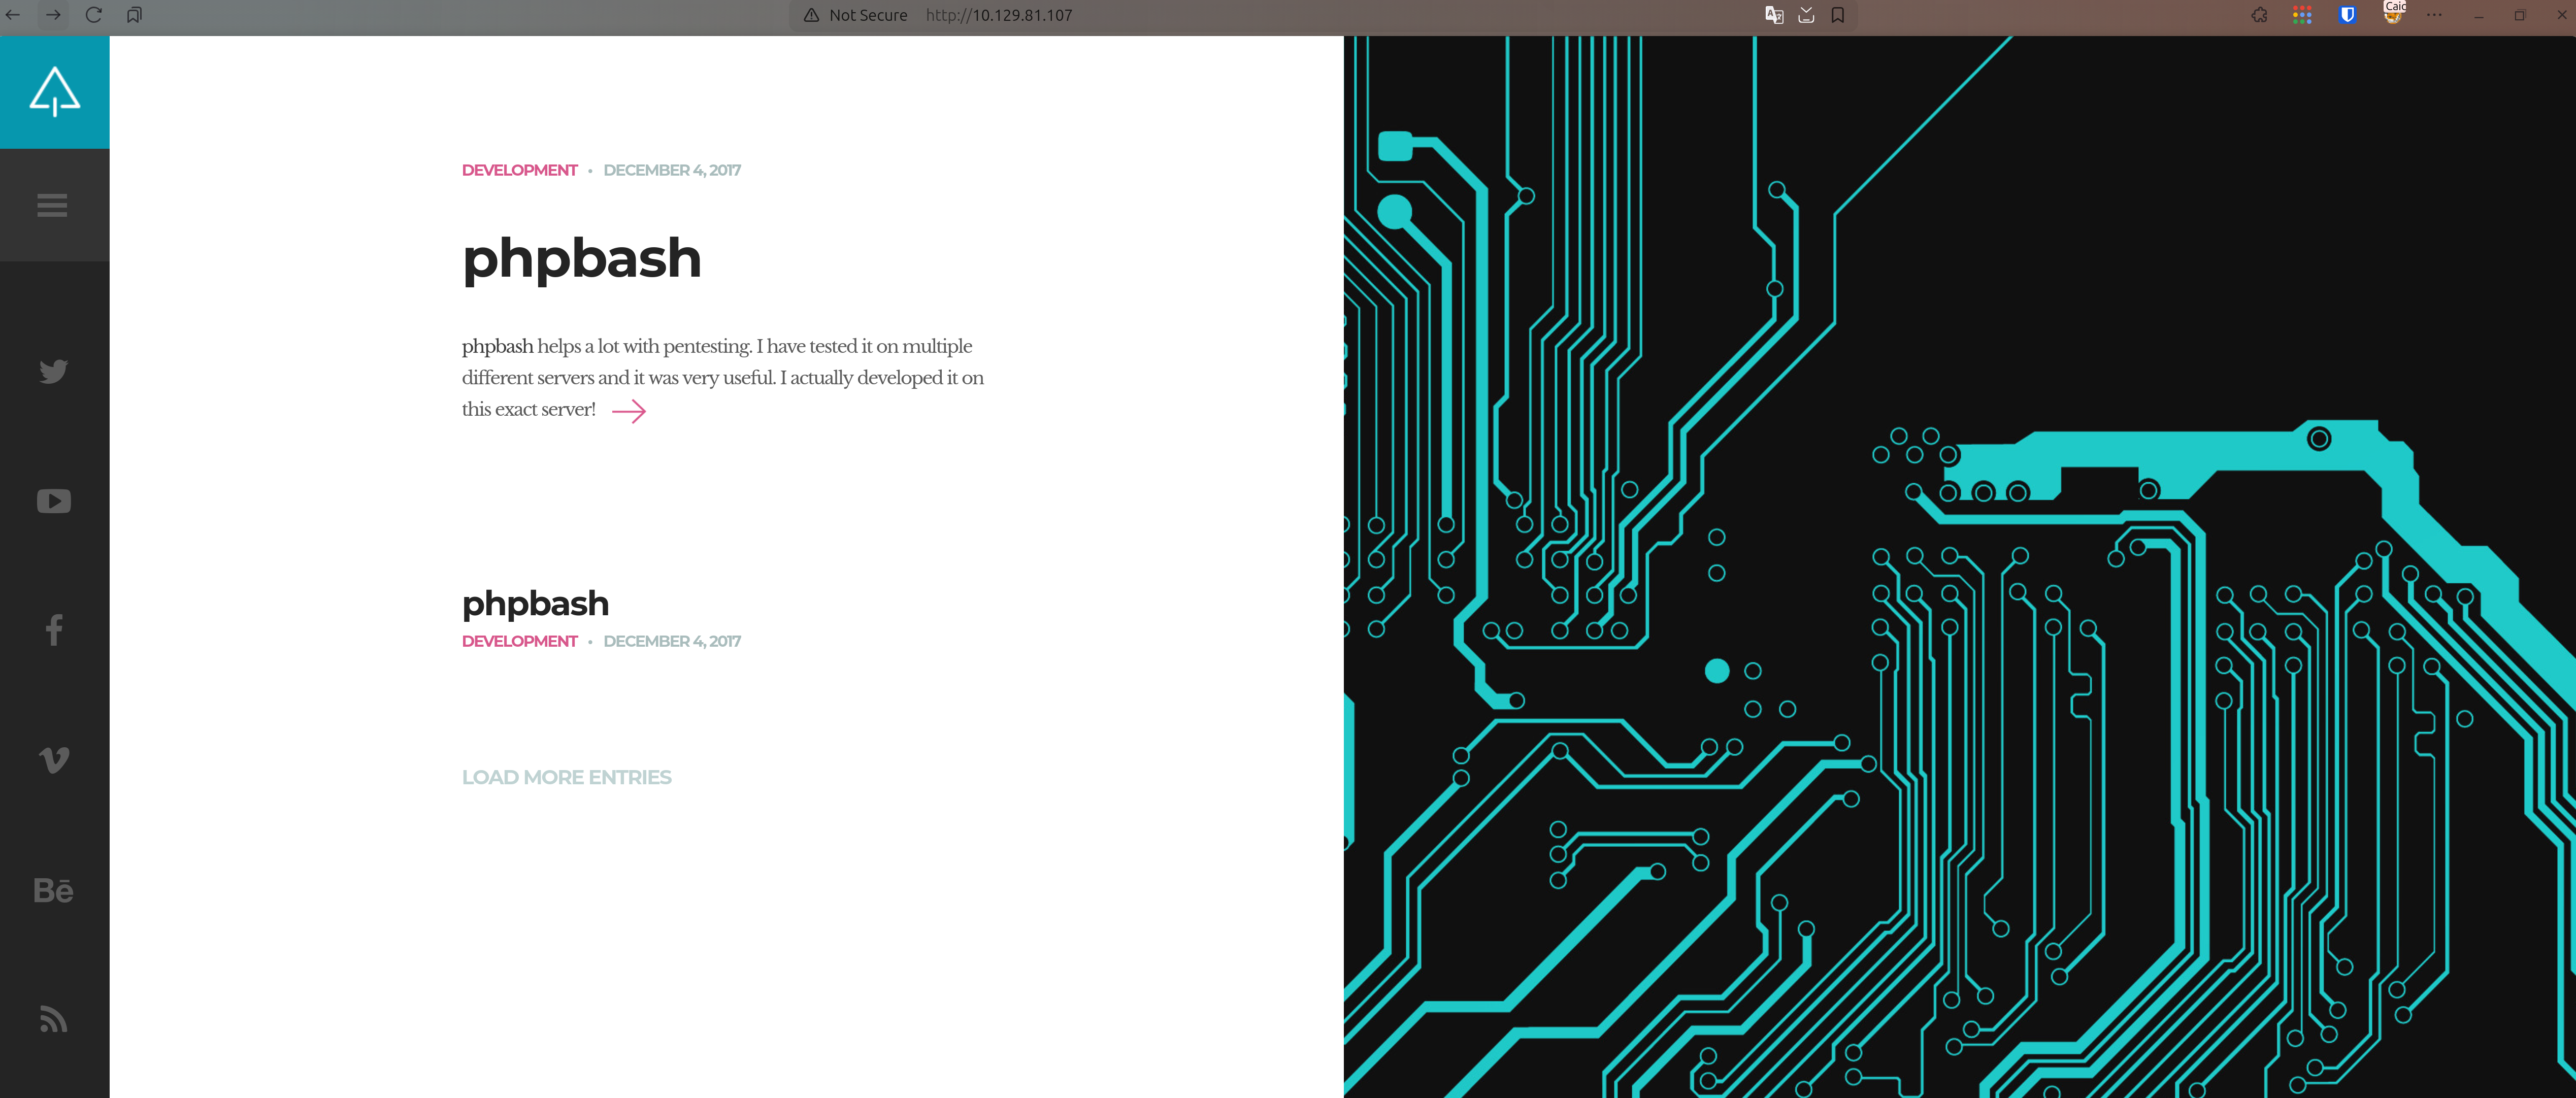 Not Secure http://10.129.81.107
Caic
DEVELOPMENT • DECEMBER 4, 2017
phpbash
phpbash helps a lot with pentesting. I have tested it on multiple
different servers and it was very useful. I actually developed it on
this exact server!
phpbash
DEVELOPMENT • DECEMBER 4, 2017
LOAD MORE ENTRIES
Bē